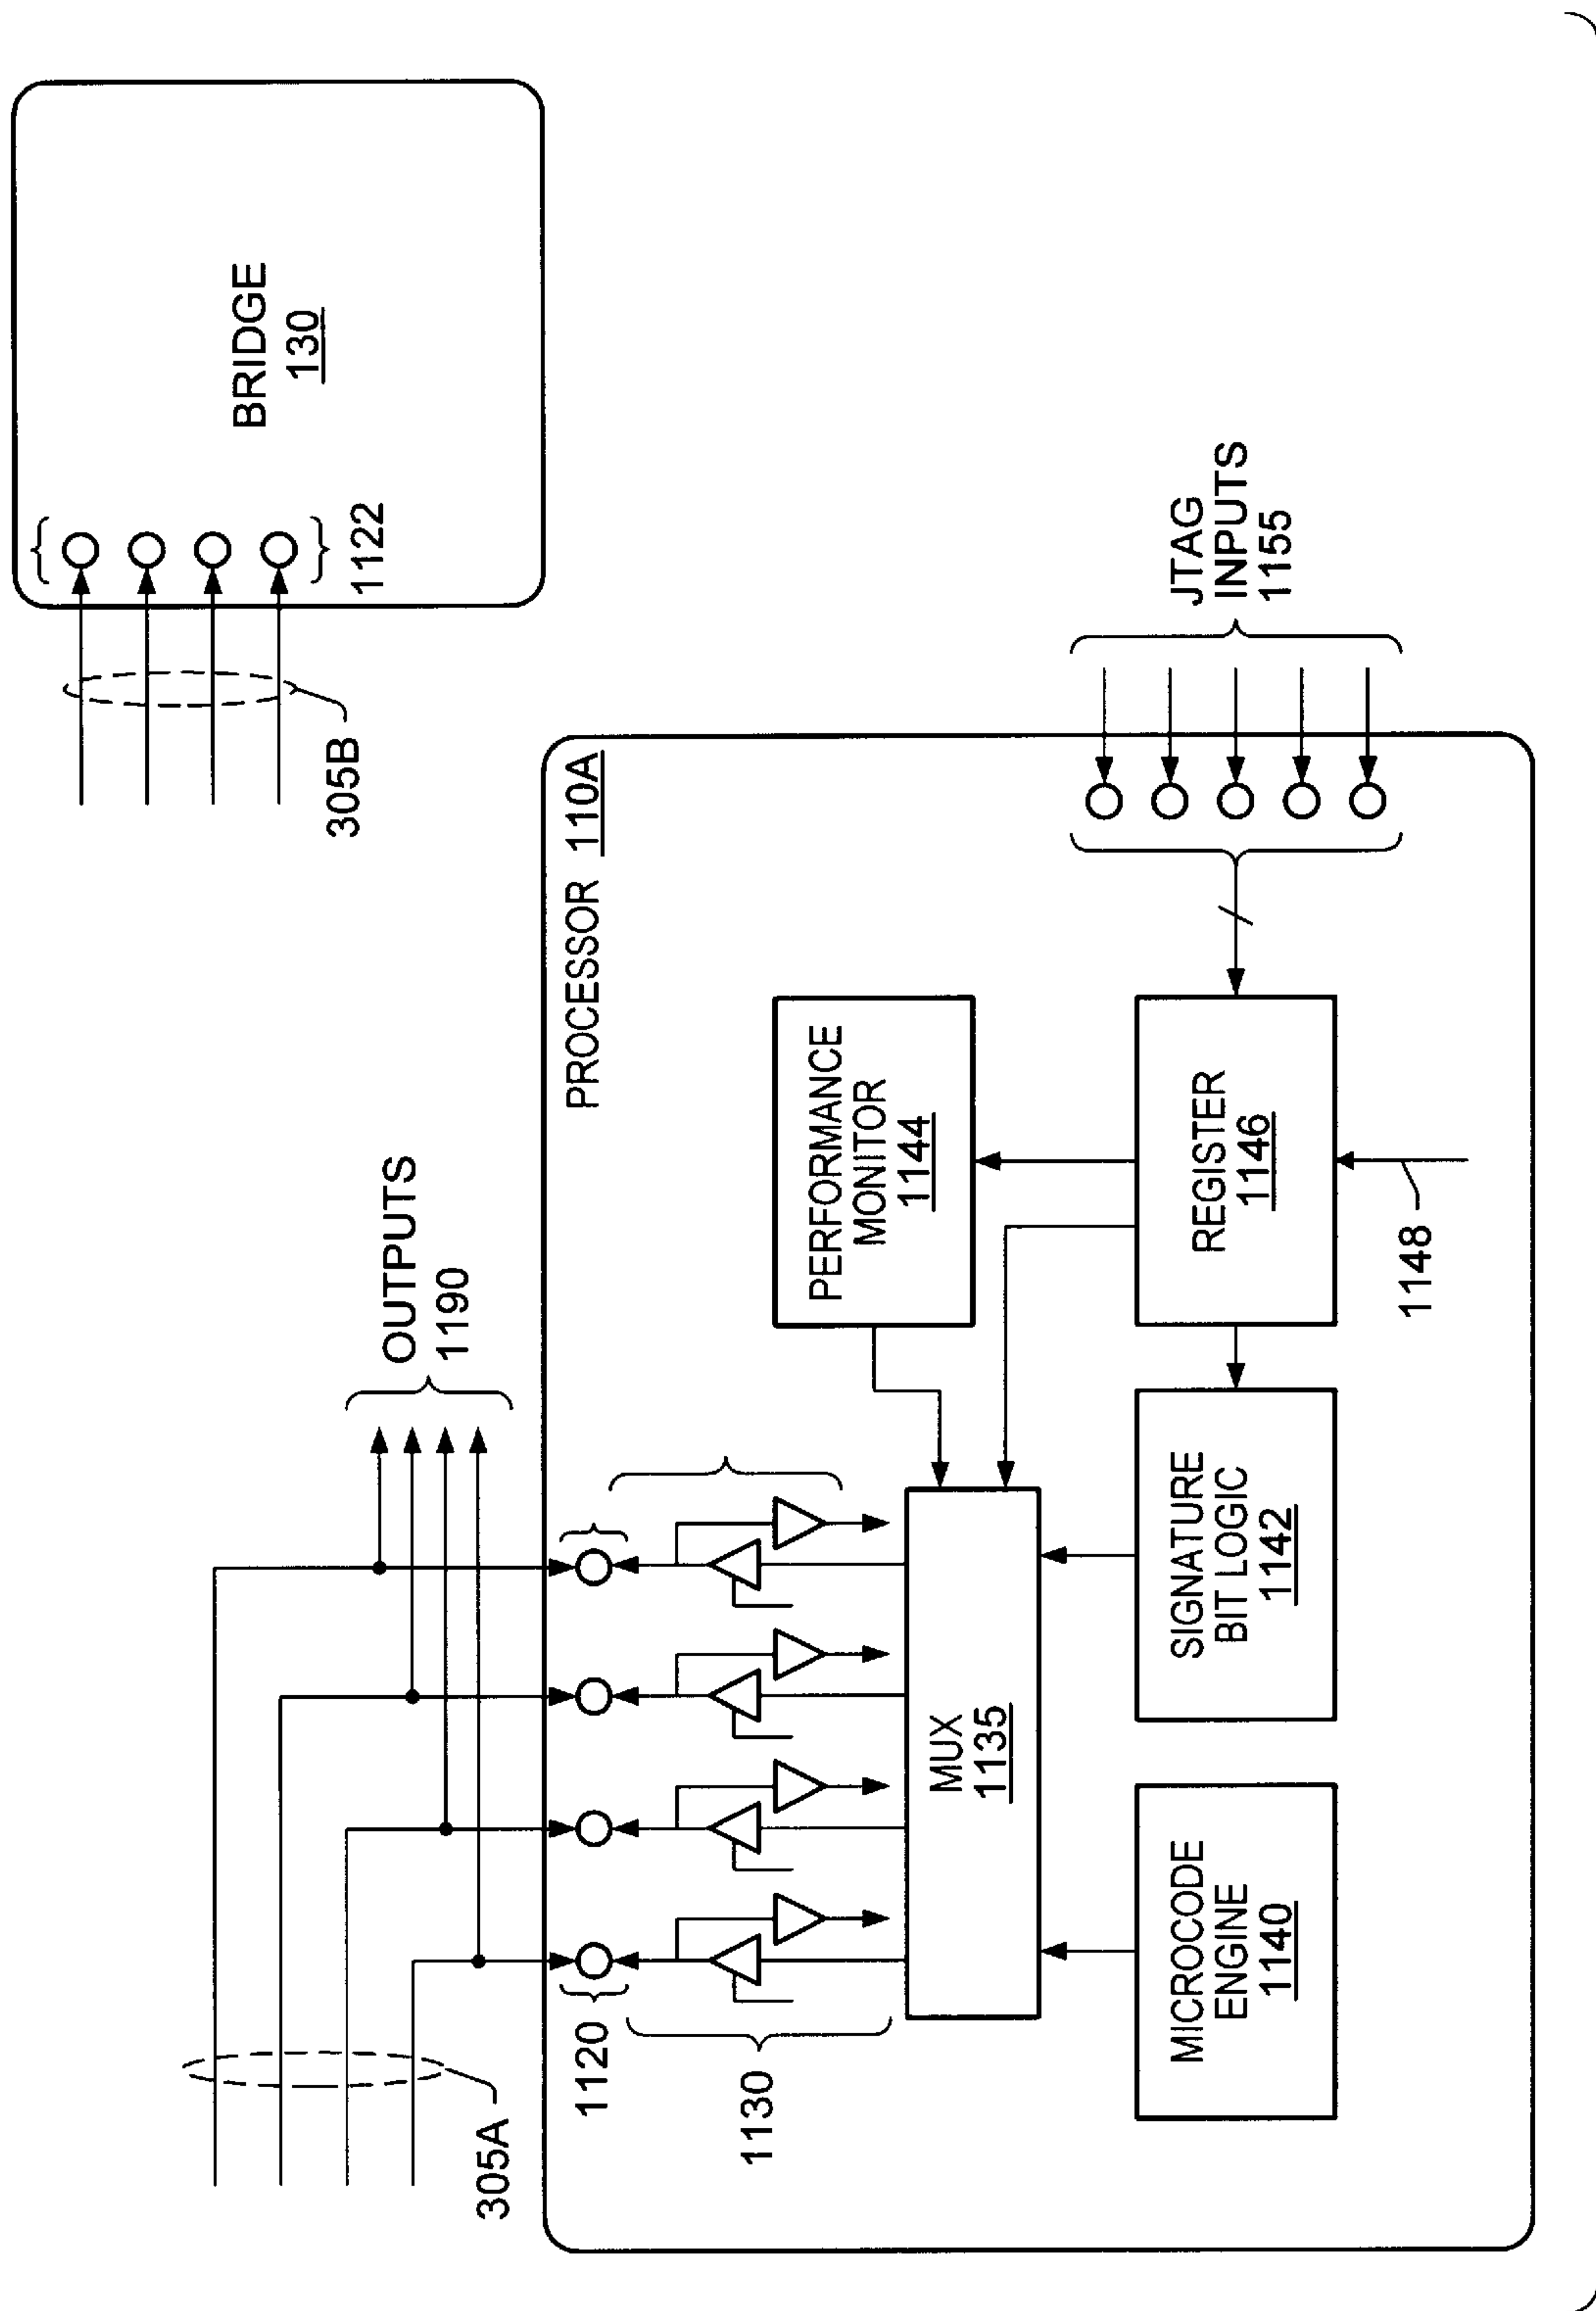 305A
OUTPUTS
1190
305B
1122
BRIDGE
130
PROCESSOR 110A
1120
1130
MUX
1135
PERFORMANCE
MONITOR
1144
MICROCODE
ENGINE
1140
SIGNATURE
BIT LOGIC
1142
REGISTER
1146
1148
JTAG
INPUTS
1155